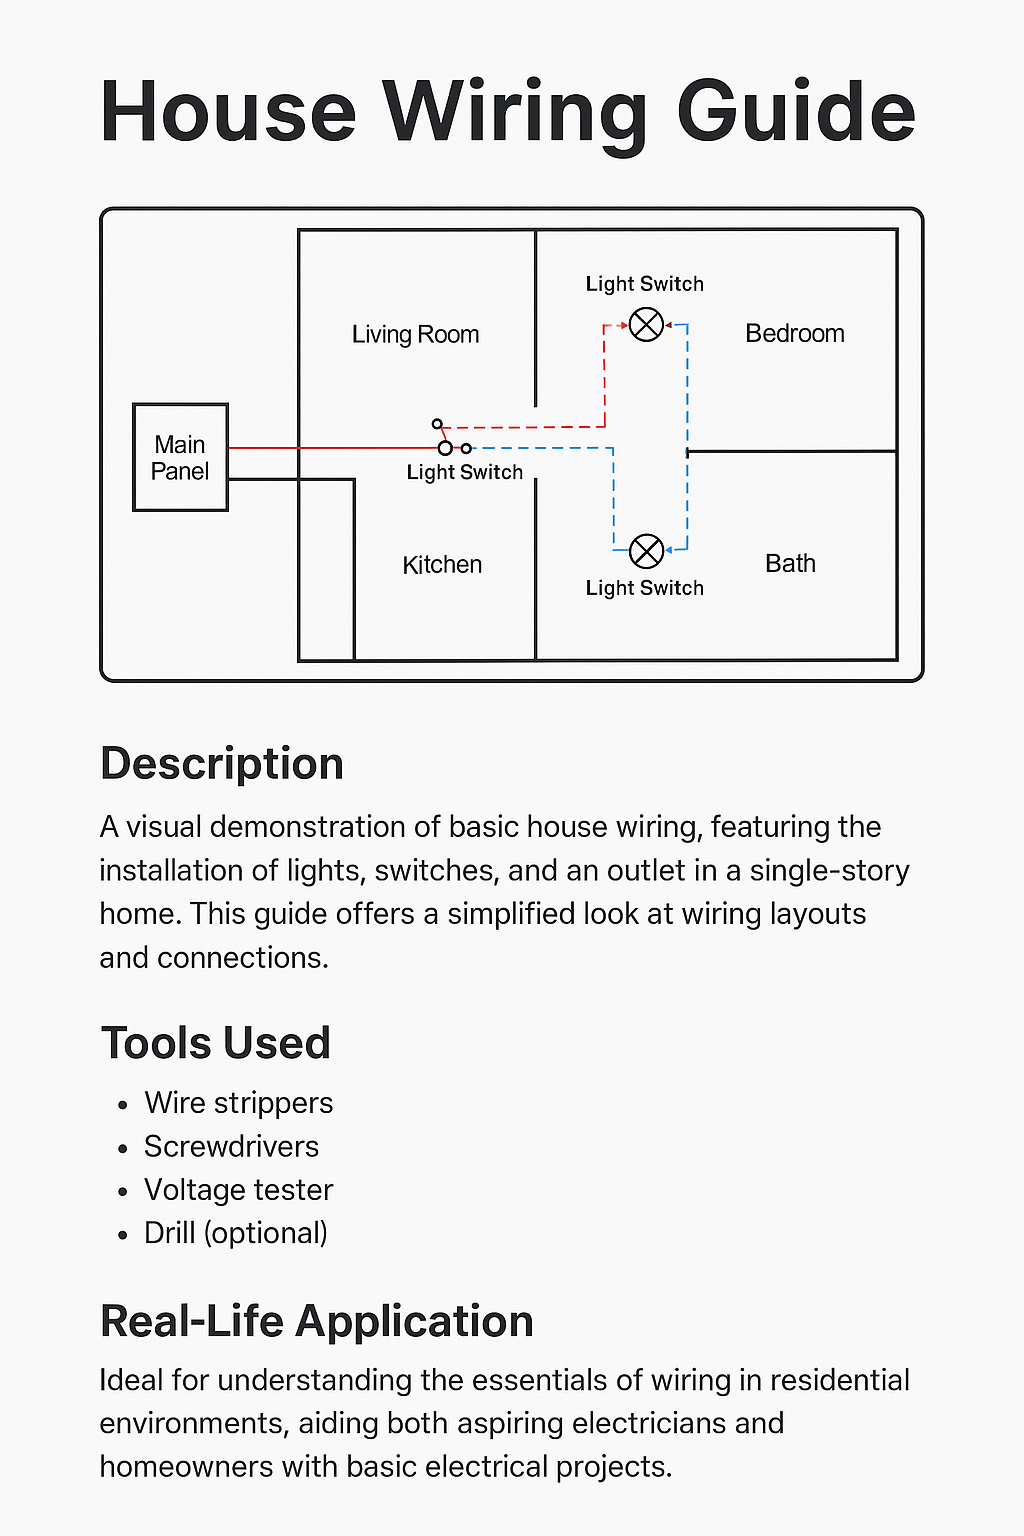 House Wiring Guide
Light Switch
Living Room
Bedroom
Main
Panel
Light Switch
Kitchen
Bath
Light Switch
Description
A visual demonstration of basic house wiring, featuring the
installation of lights, switches, and an outlet in a single-story
home. This guide offers a simplified look at wiring layouts
and connections.
Tools Used
• Wire strippers
• Screwdrivers
• Voltage tester
• Drill (optional)
Real-Life Application
Ideal for understanding the essentials of wiring in residential
environments, aiding both aspiring electricians and
homeowners with basic electrical projects.